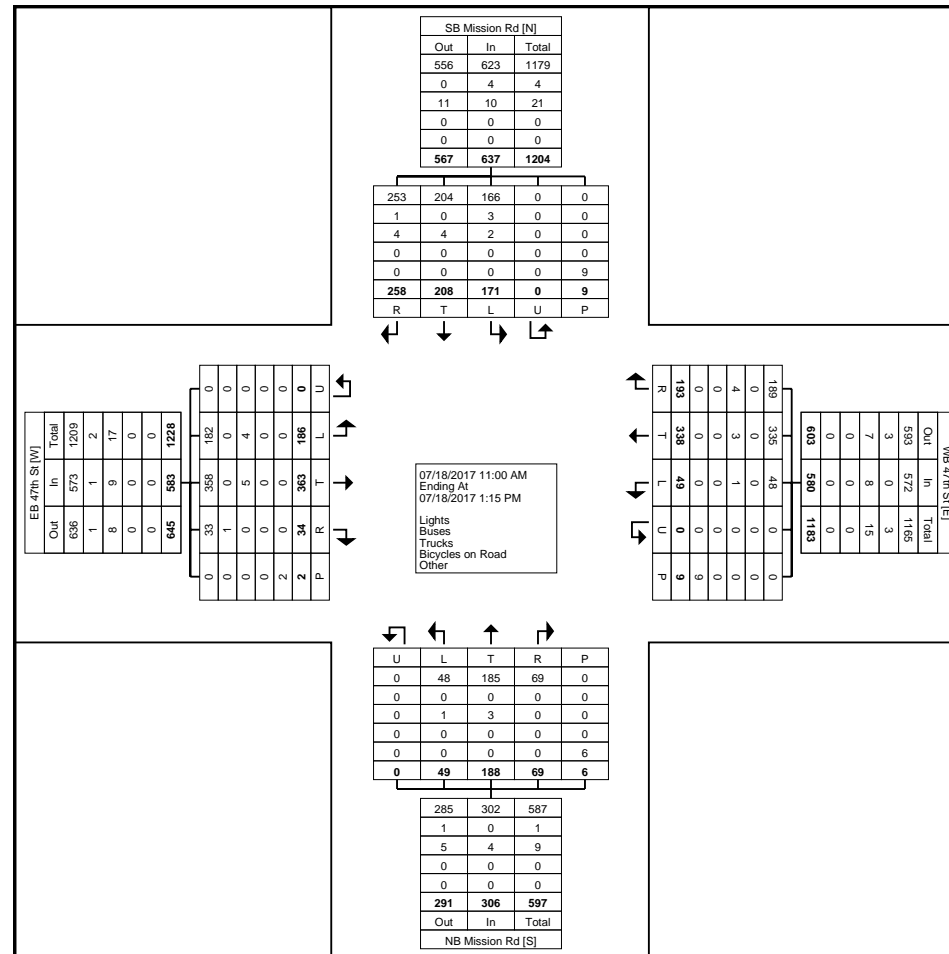 SB Mission Rd [N]
Out In Total
556 623 1179
0 4 4
11 10 21
0 0 0
0 0 0
567 637 1204
253 204 166 0 0
1 0 3 0 0
4 4 2 0 0
0 0 0 0 0
0 0 0 0 9
258 208 171 0 9
R T L U P
EB 47th St [W]
Total In Out
1209 573 636
2 1 1
17 9 8
0 0 0
0 0 0
1228 583 645
0 182 358 33 0
0 0 0 1 0
0 4 5 0 0
0 0 0 0 0
0 0 0 0 2
0 186 363 34 2
U L T R P
07/18/2017 11:00 AM
Ending At
07/18/2017 1:15 PM
Lights
Buses
Trucks
Bicycles on Road
Other
WB 47th St [E]
Out In Total
593 572 1165
3 0 3
7 8 15
0 0 0
0 0 0
603 580 1183
189 335 48 0 0
0 0 0 0 0
4 3 1 0 0
0 0 0 0 0
0 0 0 0 9
193 338 49 0 9
R T L U P
U L T R P
0 48 185 69 0
0 0 0 0 0
0 1 3 0 0
0 0 0 0 0
0 0 0 0 6
0 49 188 69 6
285 302 587
1 0 1
5 4 9
0 0 0
0 0 0
291 306 597
Out In Total
NB Mission Rd [S]